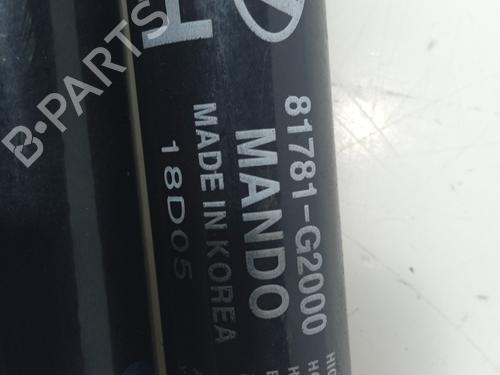 B-PARTS
81781-G2000
MANDO
MADE IN KOREA
18D05